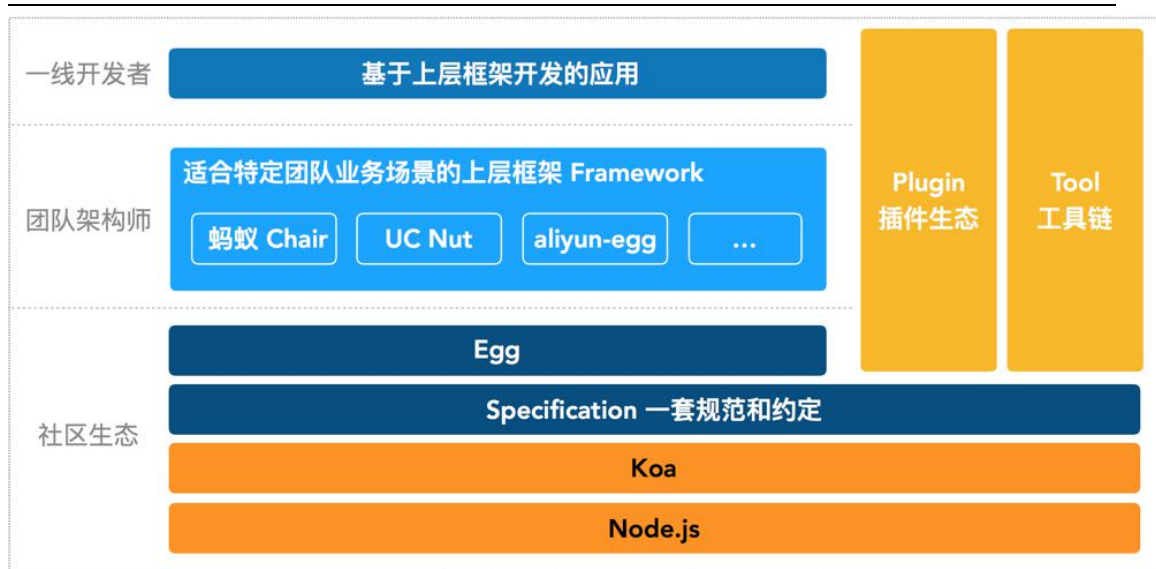 一线开发者
基于上层框架开发的应用
团队架构师
适合特定团队业务场景的上层框架 Framework
蚂蚁 Chair
UC Nut
aliyun-egg
...
Plugin
插件生态
Tool
工具链
社区生态
Egg
Specification 一套规范和约定
Koa
Node.js